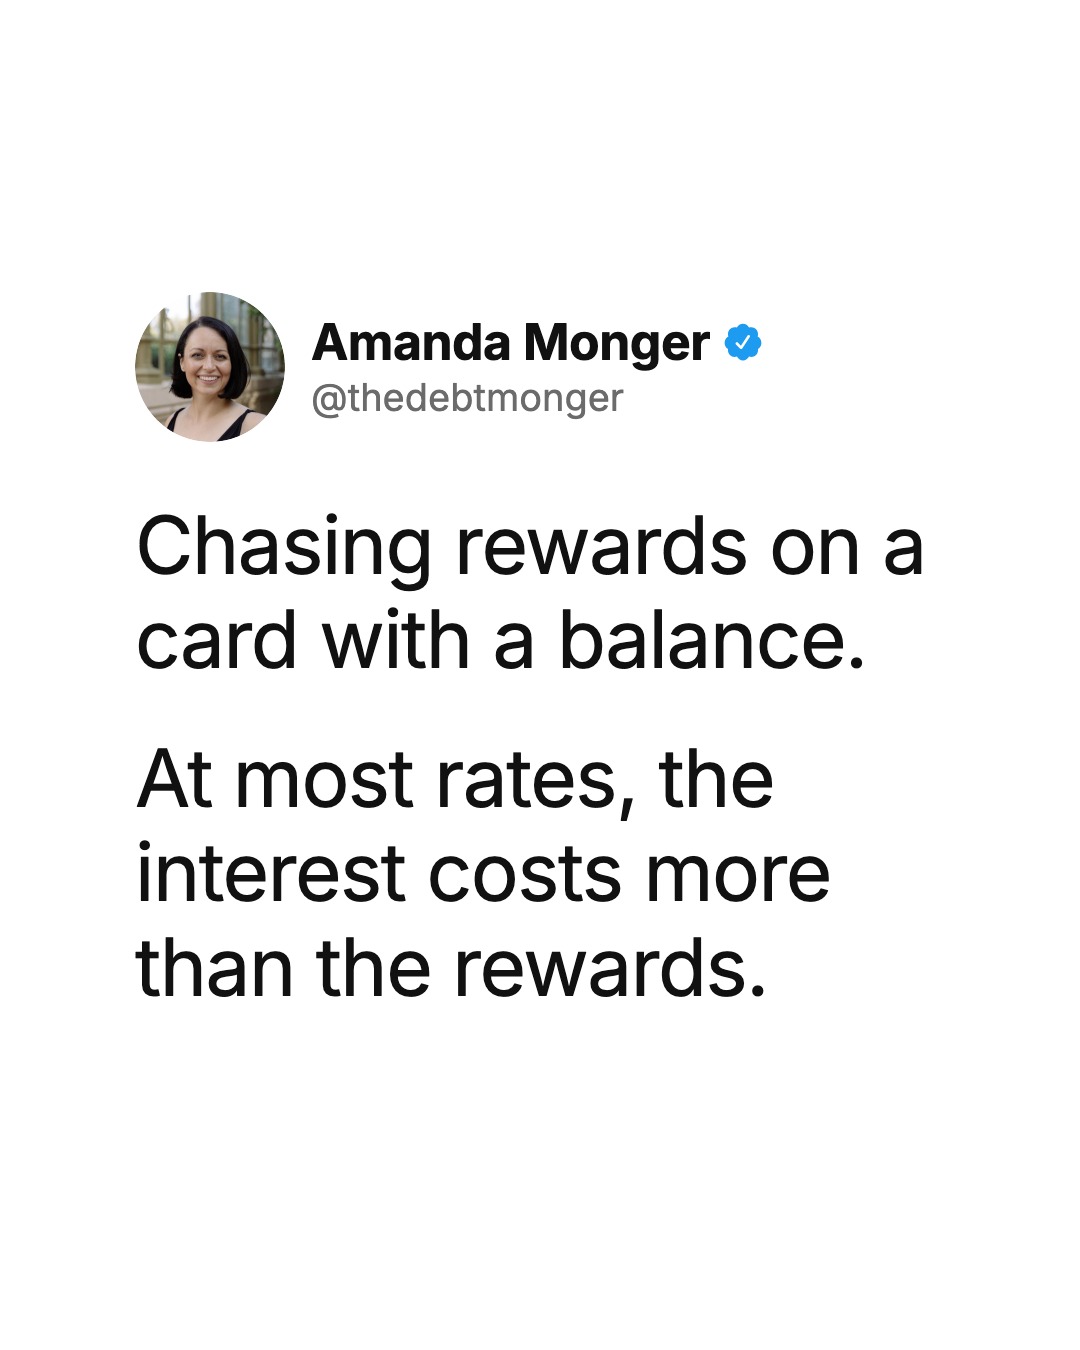 Amanda Monger
@thedebtmonger
Chasing rewards on a
card with a balance.
At most rates, the
interest costs more
than the rewards.